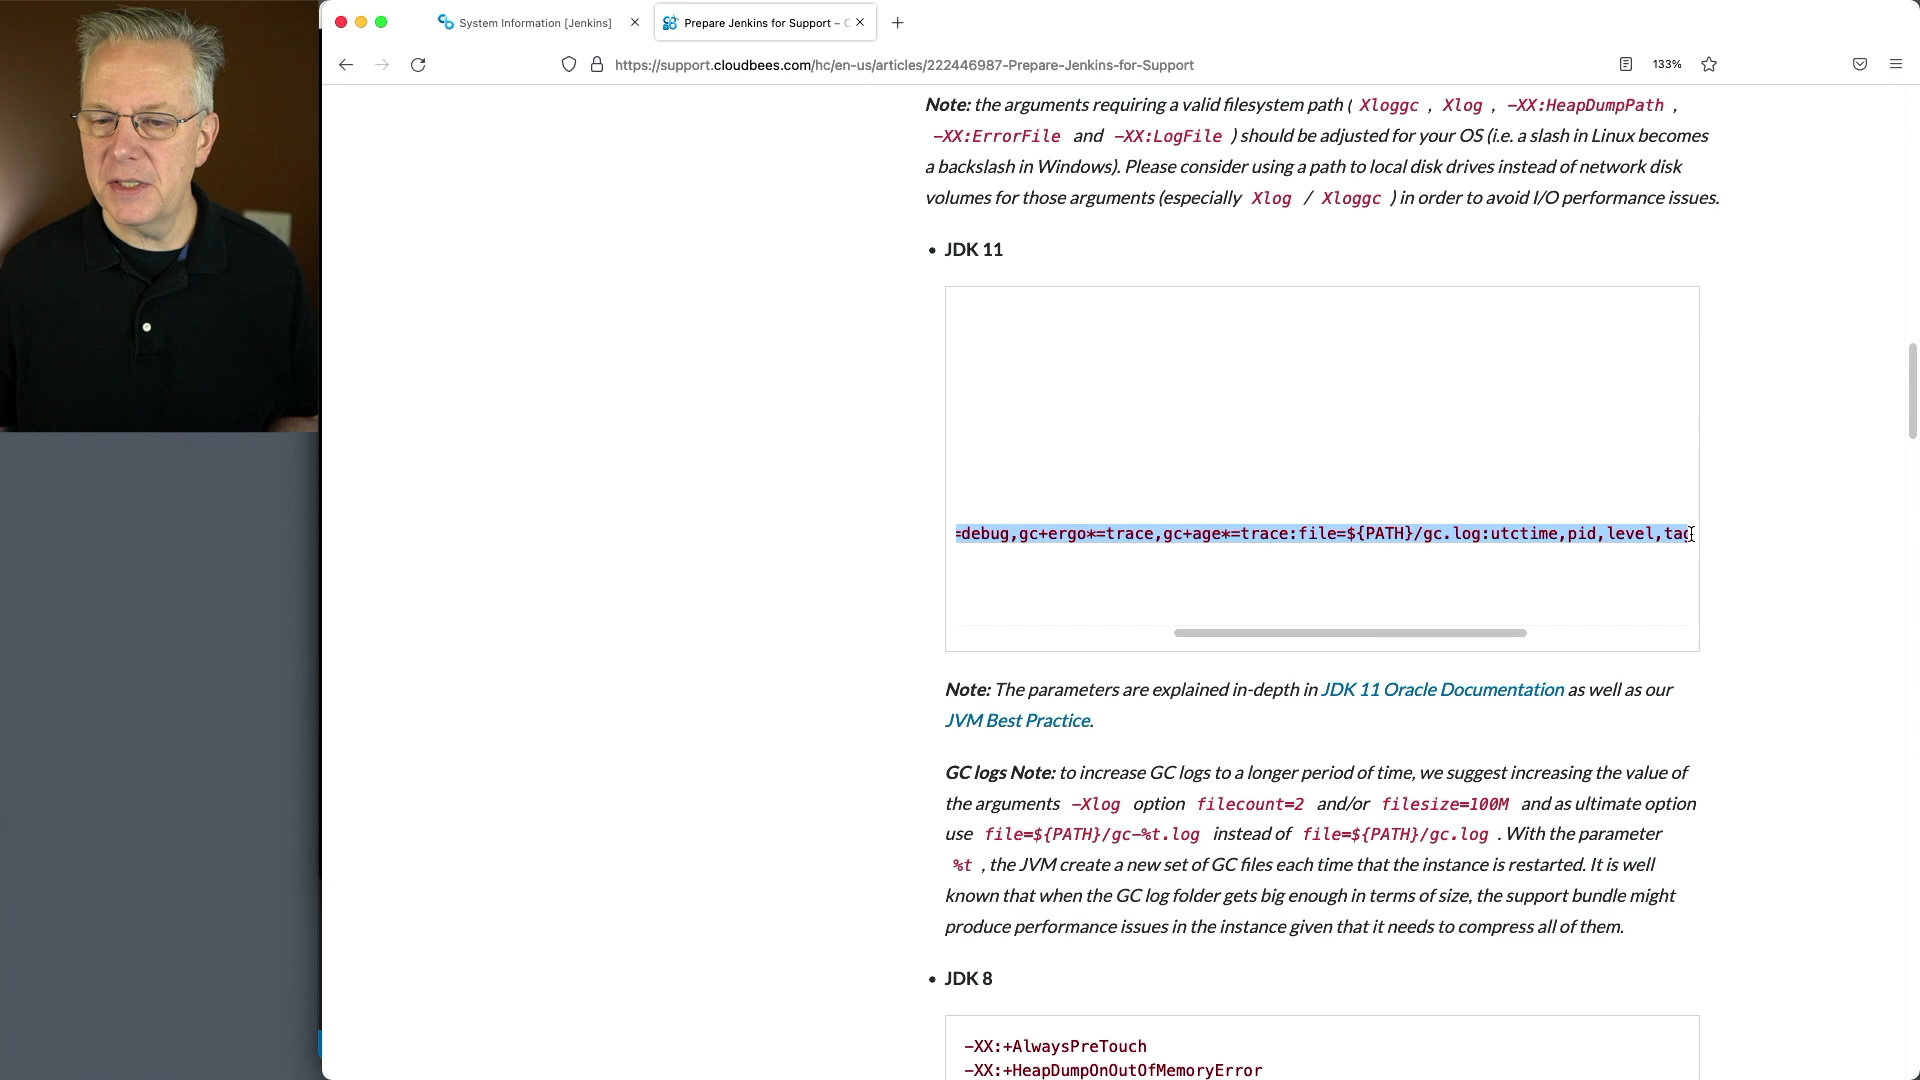 System Information [Jenkins]
Prepare Jenkins for Support – C
https://support.cloudbees.com/hc/en-us/articles/222446987-Prepare-Jenkins-for-Support
133%
Note: the arguments requiring a valid filesystem path ( Xloggc , Xlog , -XX:HeapDumpPath ,
-XX:ErrorFile and -XX:LogFile ) should be adjusted for your OS (i.e. a slash in Linux becomes
a backslash in Windows). Please consider using a path to local disk drives instead of network disk
volumes for those arguments (especially Xlog / Xloggc ) in order to avoid I/O performance issues.
• JDK 11
=debug,gc+ergo*=trace,gc+age*=trace:file=${PATH}/gc.log:utctime,pid,level,tag
Note: The parameters are explained in-depth in JDK 11 Oracle Documentation as well as our
JVM Best Practice.
GC logs Note: to increase GC logs to a longer period of time, we suggest increasing the value of
the arguments -Xlog option filecount=2 and/or filesize=100M and as ultimate option
use file=${PATH}/gc-%t.log instead of file=${PATH}/gc.log . With the parameter
%t , the JVM create a new set of GC files each time that the instance is restarted. It is well
known that when the GC log folder gets big enough in terms of size, the support bundle might
produce performance issues in the instance given that it needs to compress all of them.
• JDK 8
-XX:+AlwaysPreTouch
-XX:+HeapDumpOnOutOfMemoryError